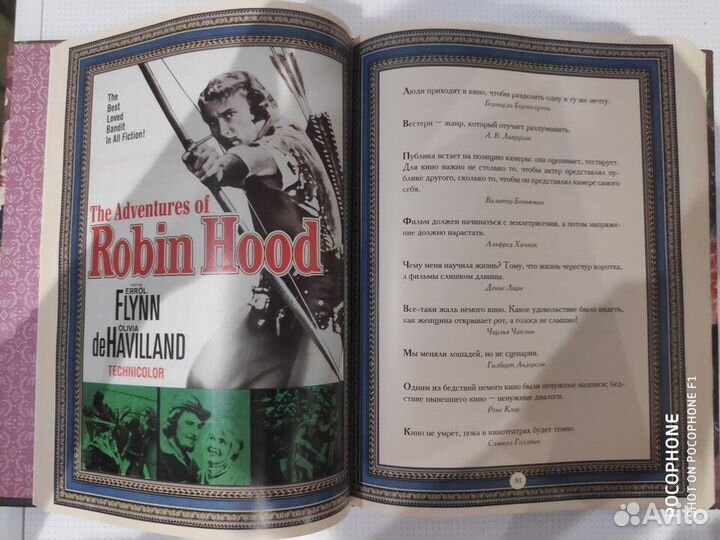 The
Best
Loved
Bandit
In All Fiction!
The Adventures of
Robin Hood
starring
ERROL
FLYNN
OLIVIA
deHAVILLAND
TECHNICOLOR
Люди приходят в кино, чтобы разделить одну и ту же мечту.
Бернардо Бертолуччи
Вестерн – жанр, который отучает раздумывать.
А. В. Лаврухин
Публика встает на позицию камеры: она оценивает, тестирует.
Для кино важно не столько то, чтобы актер представлял пу-
блике другого, сколько то, чтобы он представлял камере самого
себя.
Вальтер Беньямин
Фильм должен начинаться с землетрясения, а потом напряже-
ние должно нарастать.
Альфред Хичкок
Чему меня научила жизнь? Тому, что жизнь чересчур коротка,
а фильмы слишком длинны.
Денис Лири
Все-таки жаль немого кино. Какое удовольствие было видеть,
как женщина открывает рот, а голоса не слышно!
Чарльз Чаплин
Мы меняли лошадей, но не сценарии.
Гилберт Андерсон
Одним из бедствий немого кино были ненужные надписи; бед-
ствие нынешнего кино – ненужные диалоги.
Рене Клер
Кино не умрет, пока в кинотеатрах будет темно.
Сэмюэл Голдвин
81
POCOPHONE
SHOT ON POCOPHONE F1
Avito